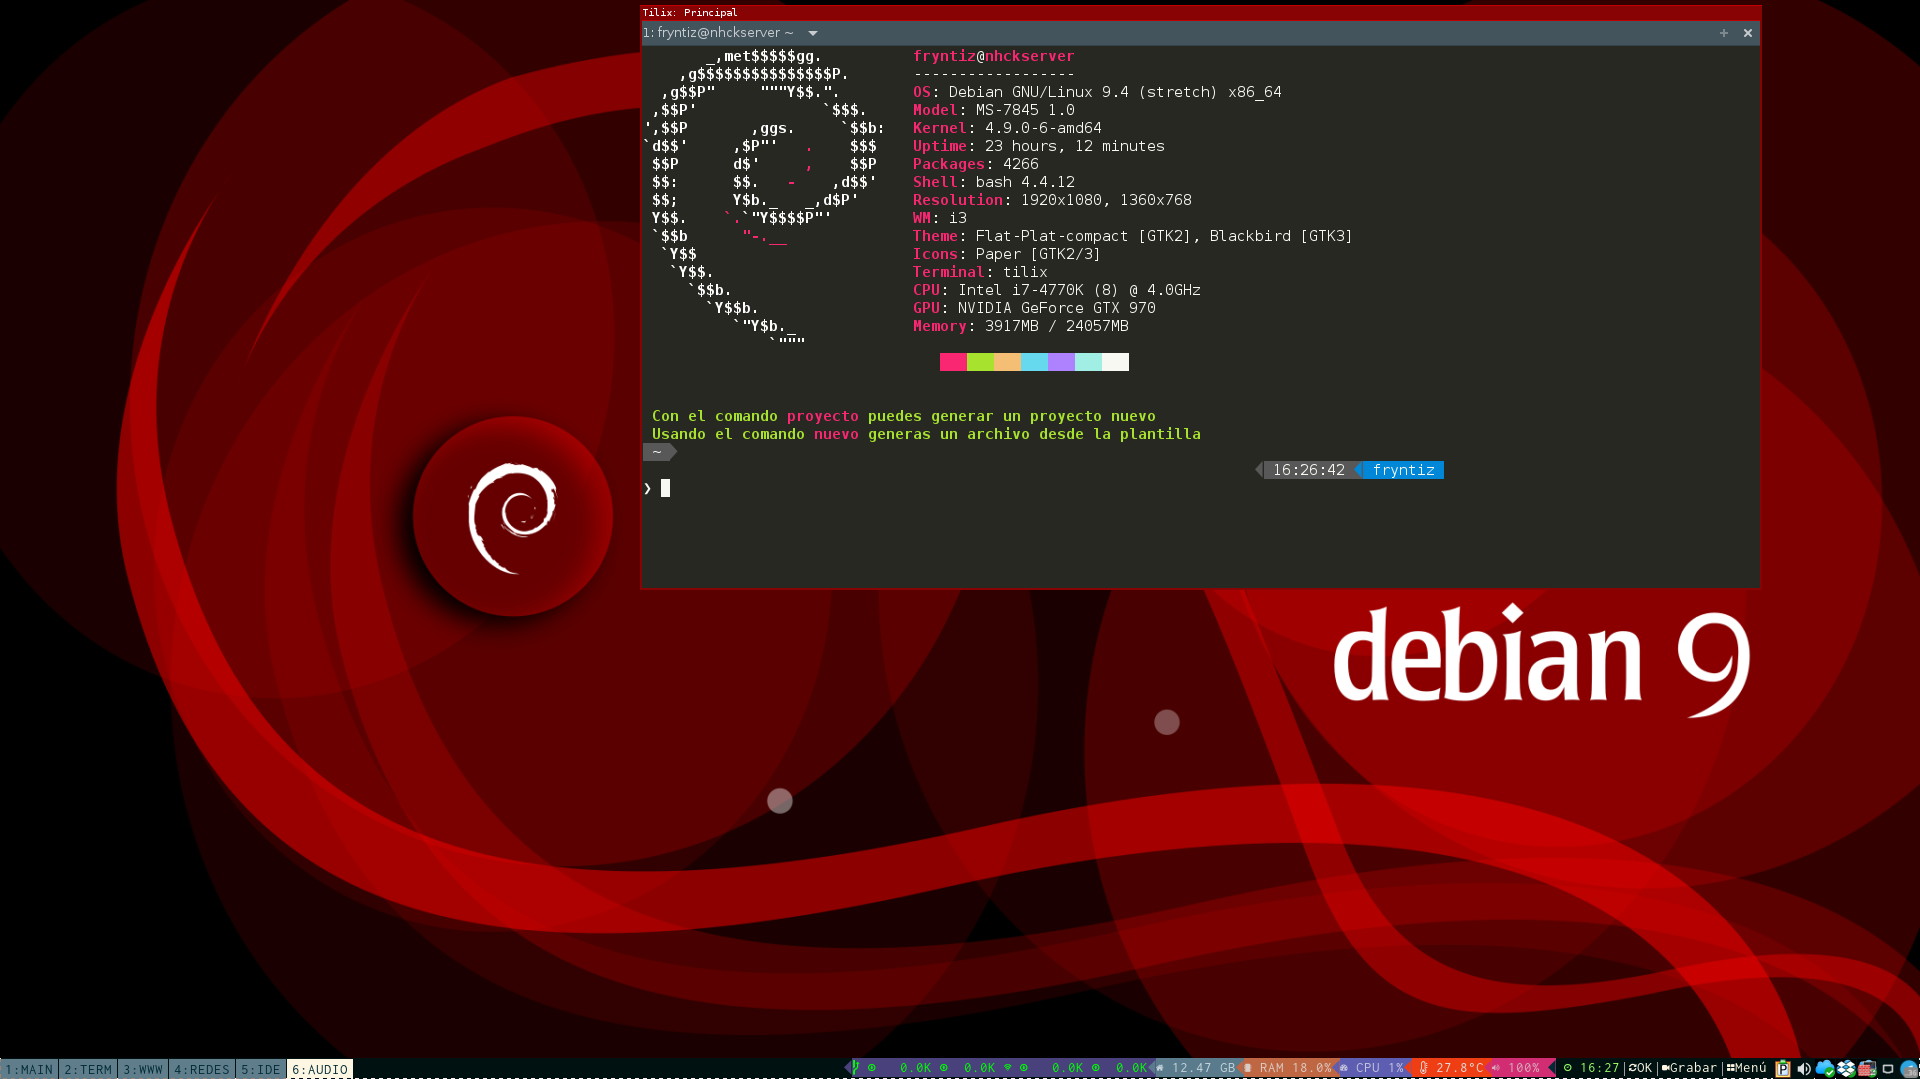 Tilix: Principal
1: fryntiz@nhckserver ~
_,met$$$$$gg.
,g$$$$$$$$$$$$$$$P.
,g$$P"     """Y$$.".
,$$P'              `$$$.
',$$P       ,ggs.     `$$b:
`d$$'     ,$P"'   .    $$$
$$P      d$'     ,    $$P
$$:      $$.   -    ,d$$'
$$;      Y$b._   _,d$P'
Y$$.    `.`"Y$$$$P"'
`$$b      "-.__
`Y$$
`Y$$.
`$$b.
`Y$$b.
`"Y$b._
`"""
fryntiz@nhckserver
------------------
OS: Debian GNU/Linux 9.4 (stretch) x86_64
Model: MS-7845 1.0
Kernel: 4.9.0-6-amd64
Uptime: 23 hours, 12 minutes
Packages: 4266
Shell: bash 4.4.12
Resolution: 1920x1080, 1360x768
WM: i3
Theme: Flat-Plat-compact [GTK2], Blackbird [GTK3]
Icons: Paper [GTK2/3]
Terminal: tilix
CPU: Intel i7-4770K (8) @ 4.0GHz
GPU: NVIDIA GeForce GTX 970
Memory: 3917MB / 24057MB
Con el comando proyecto puedes generar un proyecto nuevo
Usando el comando nuevo generas un archivo desde la plantilla
~
16:26:42 fryntiz
❯
debian 9
1:MAIN 2:TERM 3:WWW 4:REDES 5:IDE 6:AUDIO 0.0K 0.0K 0.0K 0.0K 12.47 GB RAM 18.0% CPU 1% 27.8°C 100% 16:27 OK Grabar Menú